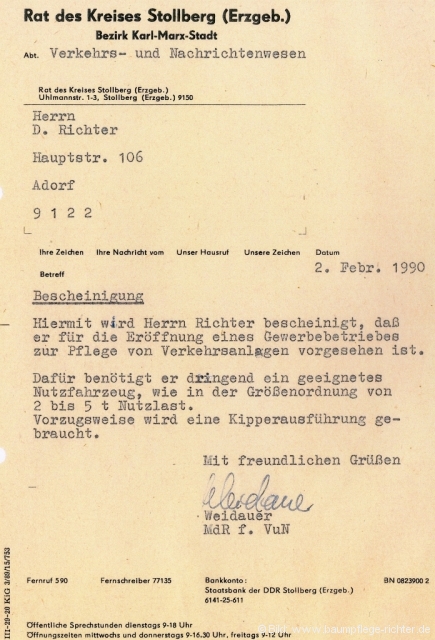 Rat des Kreises Stollberg (Erzgeb.)
Bezirk Karl-Marx-Stadt
Abt. Verkehrs- und Nachrichtenwesen
Rat des Kreises Stollberg (Erzgeb.)
Uhlmannstr. 1-3, Stollberg (Erzgeb.) 9150
Herrn
D. Richter
Hauptstr. 106
Adorf
9 1 2 2
Ihre Zeichen Ihre Nachricht vom Unser Hausruf Unsere Zeichen Datum
2. Febr. 1990
Betreff
Bescheinigung
Hiermit wird Herrn Richter bescheinigt, daß
er für die Eröffnung eines Gewerbebetriebes
zur Pflege von Verkehrsanlagen vorgesehen ist.
Dafür benötigt er dringend ein geeignetes
Nutzfahrzeug, wie in der Größenordnung von
2 bis 5 t Nutzlast.
Vorzugsweise wird eine Kipperausführung ge-
braucht.
Mit freundlichen Grüßen
Weidauer
Weidauer
MdR f. VuN
Fernruf 590 Fernschreiber 77135 Bankkonto: BN 0823900 2
Staatsbank der DDR Stollberg (Erzgeb.)
6141-25-611
Öffentliche Sprechstunden dienstags 9-18 Uhr
Öffnungszeiten mittwochs und donnerstags 9-16.30 Uhr, freitags 9-12 Uhr